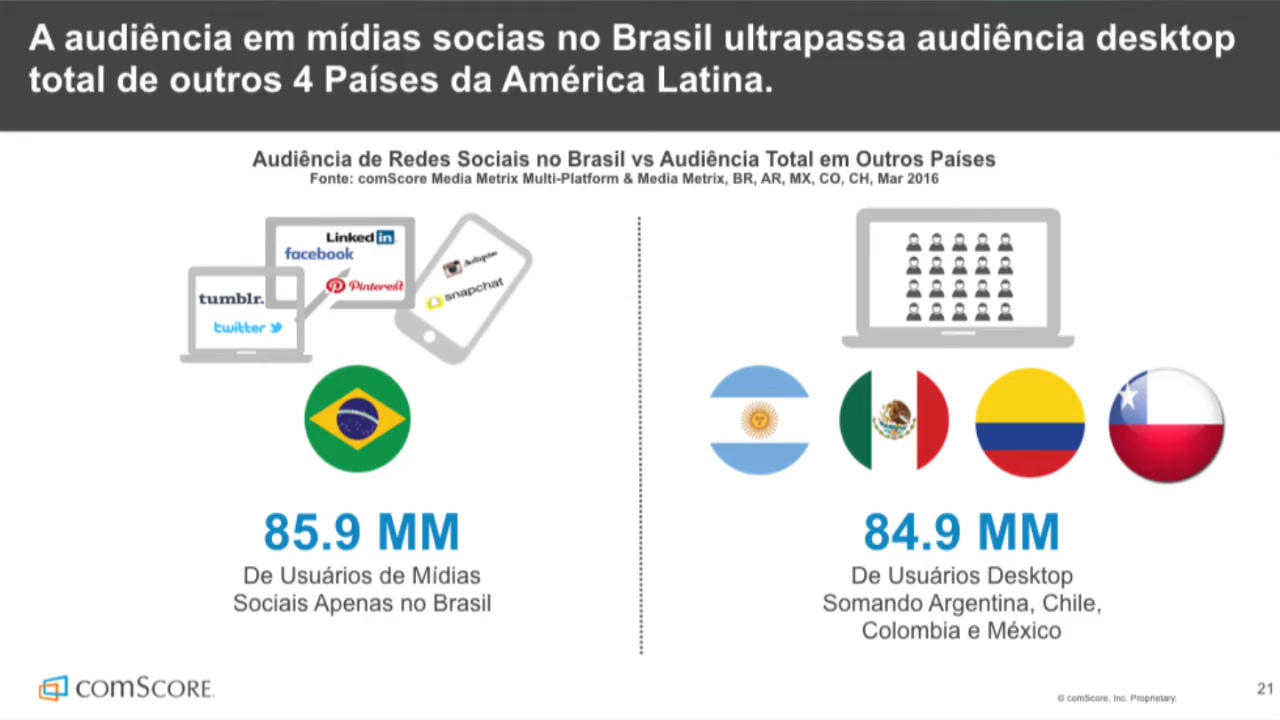 A audiência em mídias socias no Brasil ultrapassa audiência desktop
total de outros 4 Países da América Latina.
Audiência de Redes Sociais no Brasil vs Audiência Total em Outros Países
Fonte: comScore Media Metrix Multi-Platform & Media Metrix, BR, AR, MX, CO, CH, Mar 2016
Linked in
facebook
Pinterest
tumblr.
twitter
snapchat
85.9 MM
De Usuários de Mídias
Sociais Apenas no Brasil
84.9 MM
De Usuários Desktop
Somando Argentina, Chile,
Colombia e México
comScore.
© comScore, Inc. Proprietary.
21